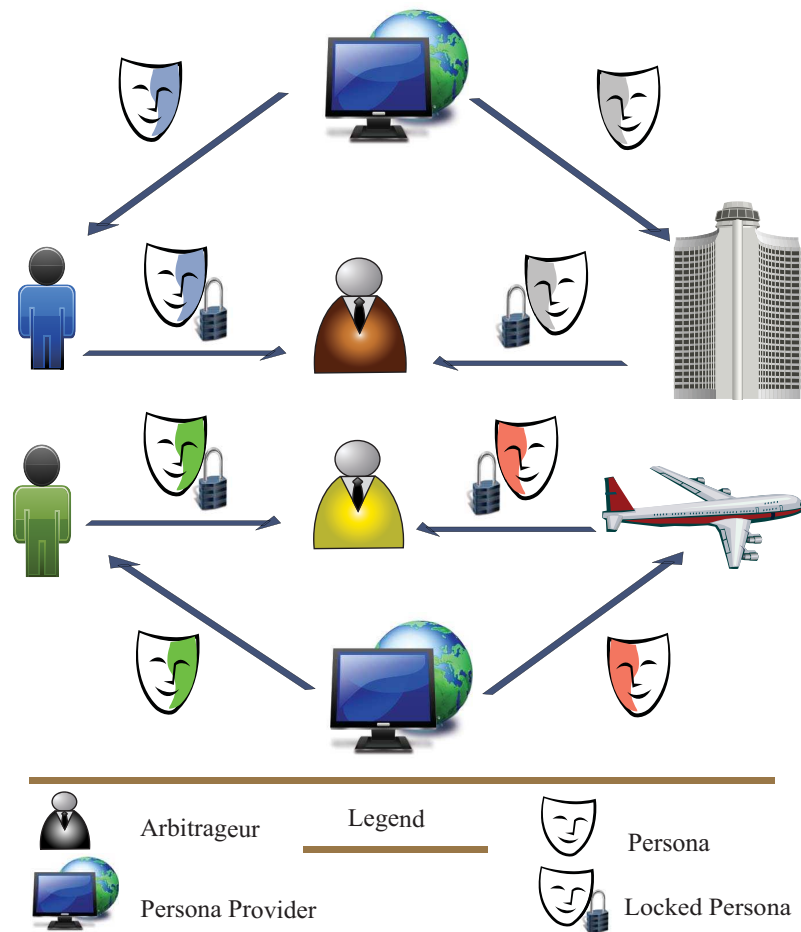 Legend
Arbitrageur
Persona
Persona Provider
Locked Persona